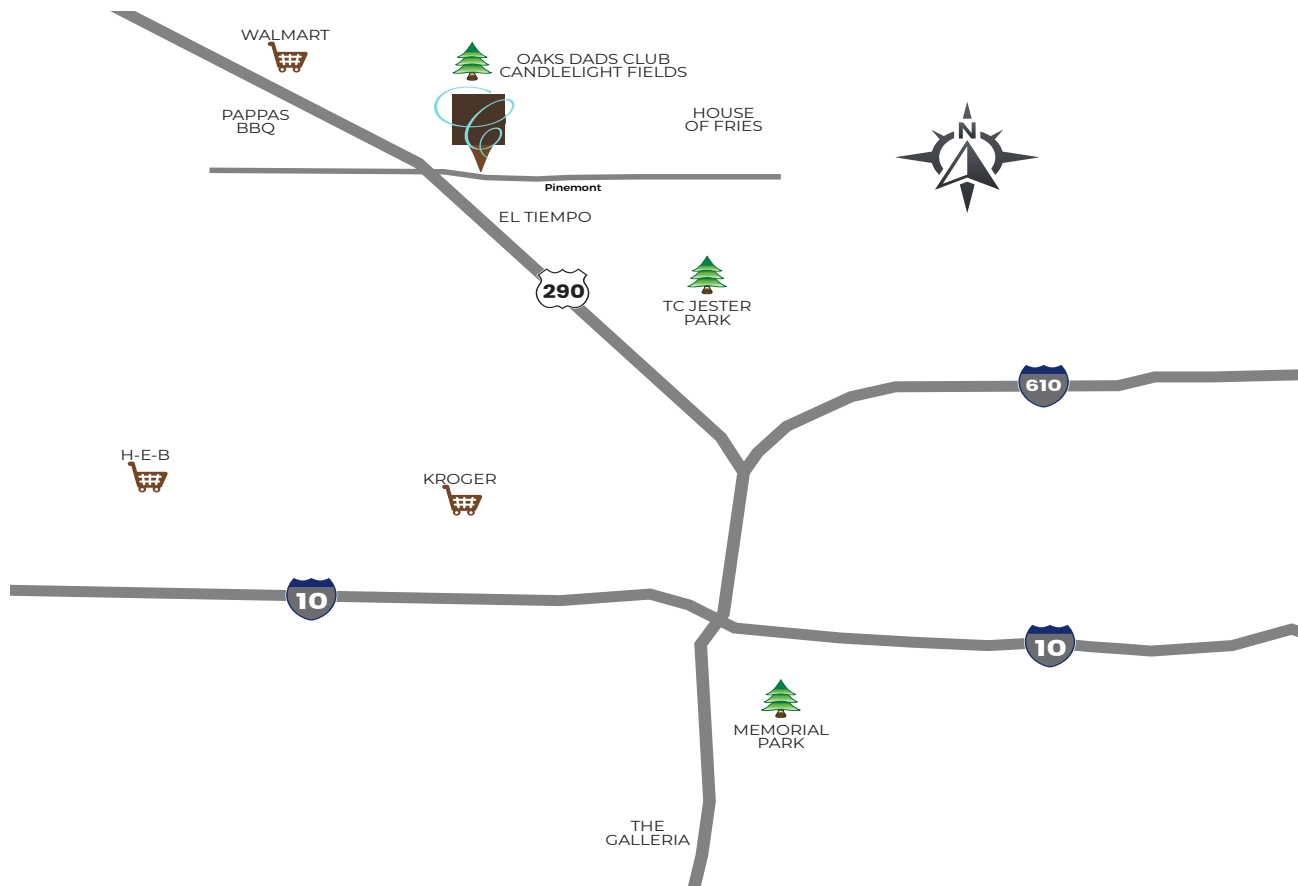 WALMART
OAKS DADS CLUB
CANDLELIGHT FIELDS
PAPPAS
BBQ
HOUSE
OF FRIES
N
Pinemont
EL TIEMPO
290
TC JESTER
PARK
610
H-E-B
KROGER
10
10
MEMORIAL
PARK
THE
GALLERIA